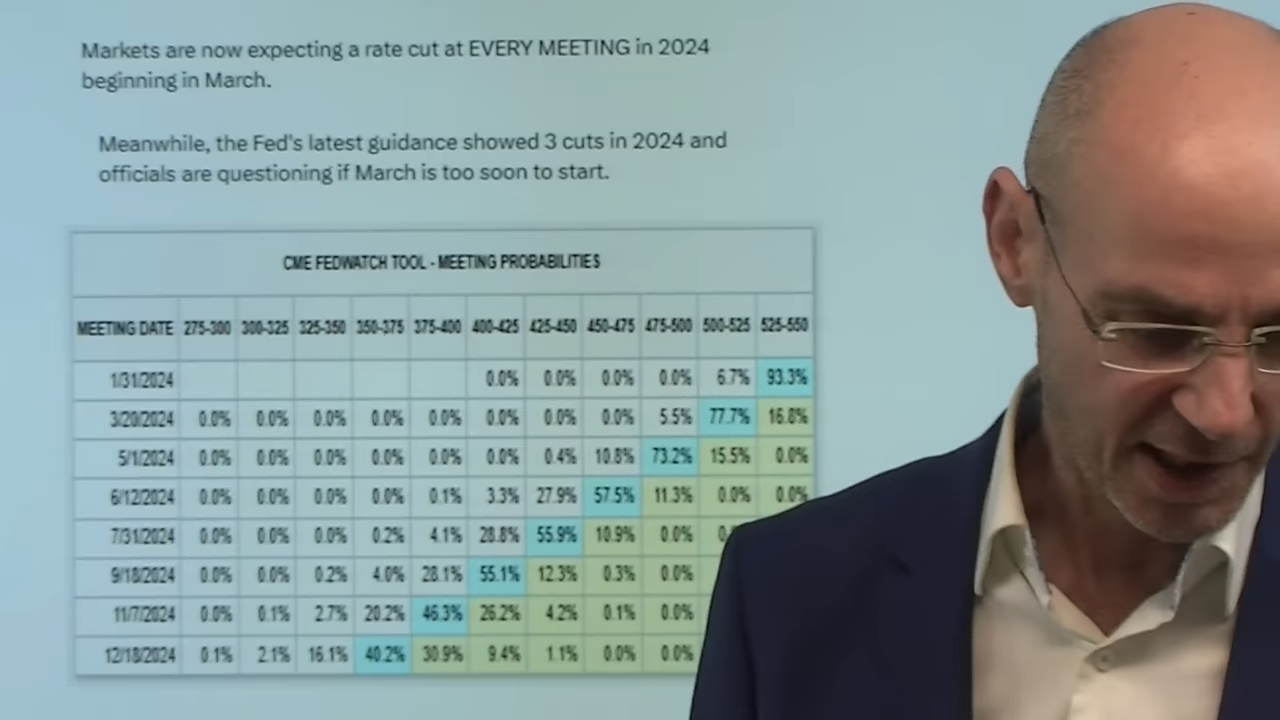 Markets are now expecting a rate cut at EVERY MEETING in 2024
beginning in March.
Meanwhile, the Fed's latest guidance showed 3 cuts in 2024 and
officials are questioning if March is too soon to start.
CME FEDWATCH TOOL - MEETING PROBABILITIES
MEETING DATE 275-300 300-325 325-350 350-375 375-400 400-425 425-450 450-475 475-500 500-525 525-550
1/31/2024 0.0% 0.0% 0.0% 0.0% 6.7% 93.3%
3/20/2024 0.0% 0.0% 0.0% 0.0% 0.0% 0.0% 0.0% 0.0% 5.5% 77.7% 16.8%
5/1/2024 0.0% 0.0% 0.0% 0.0% 0.0% 0.0% 0.4% 10.8% 73.2% 15.5% 0.0%
6/12/2024 0.0% 0.0% 0.0% 0.0% 0.1% 3.3% 27.9% 57.5% 11.3% 0.0% 0.0%
7/31/2024 0.0% 0.0% 0.0% 0.2% 4.1% 28.8% 55.9% 10.9% 0.0%
9/18/2024 0.0% 0.0% 0.2% 4.0% 28.1% 55.1% 12.3% 0.3% 0.0%
11/7/2024 0.0% 0.1% 2.7% 20.2% 46.3% 26.2% 4.2% 0.1% 0.0%
12/18/2024 0.1% 2.1% 16.1% 40.2% 30.9% 9.4% 1.1% 0.0% 0.0%